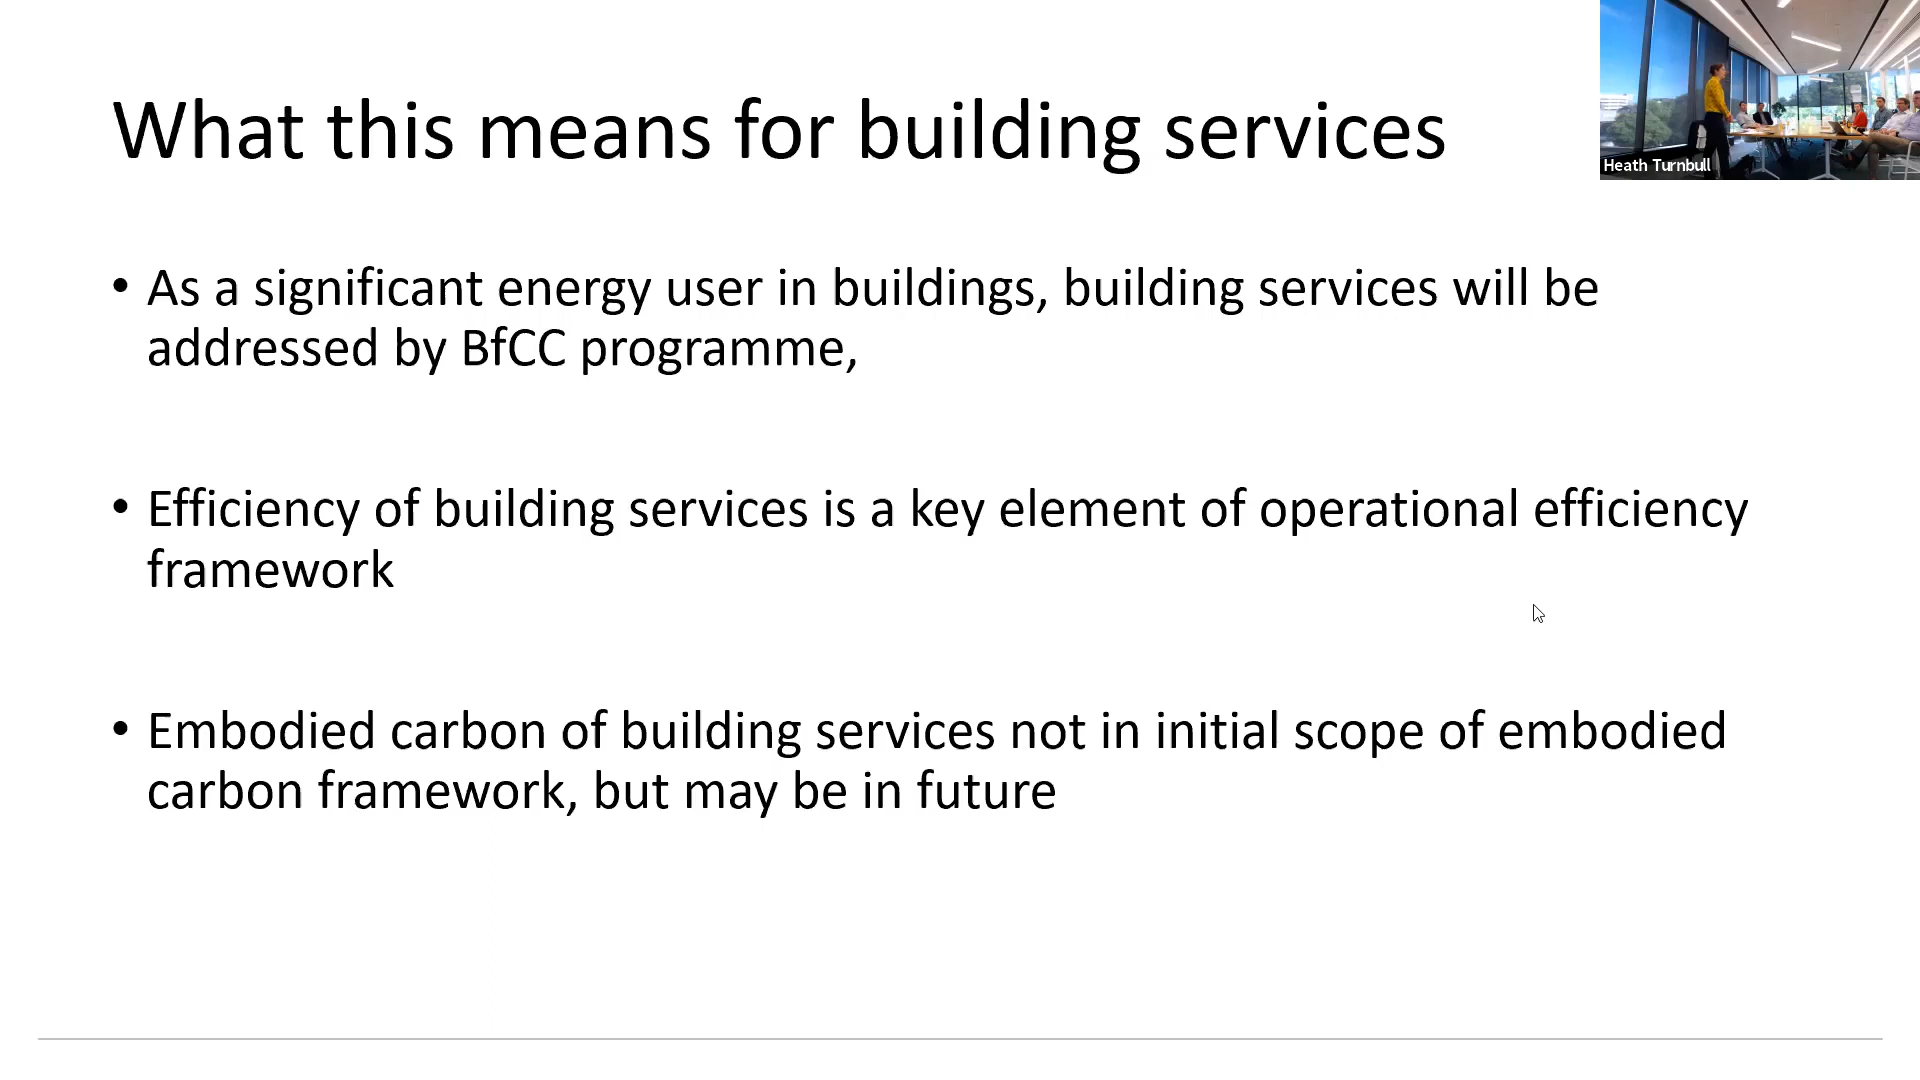 What this means for building services
Heath Turnbull
• As a significant energy user in buildings, building services will be
addressed by BfCC programme,
• Efficiency of building services is a key element of operational efficiency
framework
• Embodied carbon of building services not in initial scope of embodied
carbon framework, but may be in future